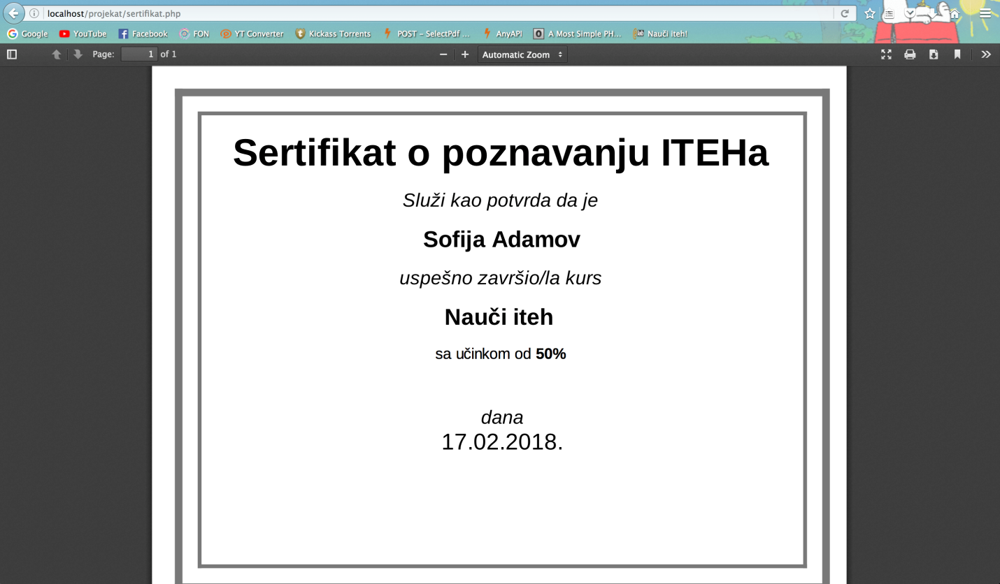 localhost/projekat/sertifikat.php
Google YouTube Facebook FON YT Converter Kickass Torrents POST - SelectPdf ... AnyAPI A Most Simple PH... Nauči iteh!
Page: 1 of 1 Automatic Zoom
Sertifikat o poznavanju ITEHa
Služi kao potvrda da je
Sofija Adamov
uspešno završio/la kurs
Nauči iteh
sa učinkom od 50%
dana
17.02.2018.